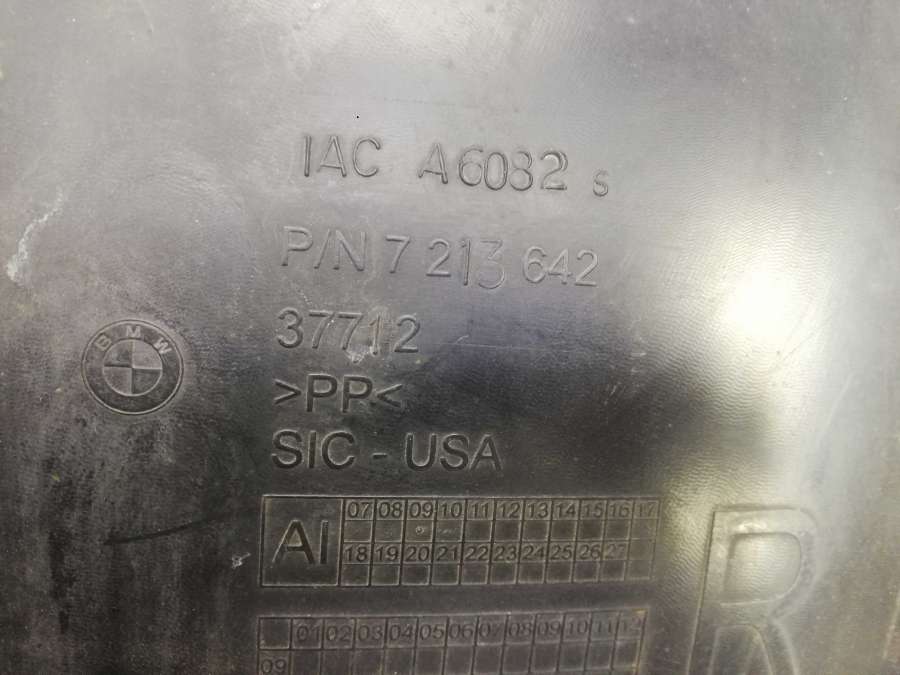 IAC A6082 s
P/N 7 213 642
37712
BMW
>PP<
SIC - USA
AI
07 08 09 10 11 12 13 14 15 16 17
18 19 20 21 22 23 24 25 26 27
R
01 02 03 04 05 06 07 08 09 10 11 12
09